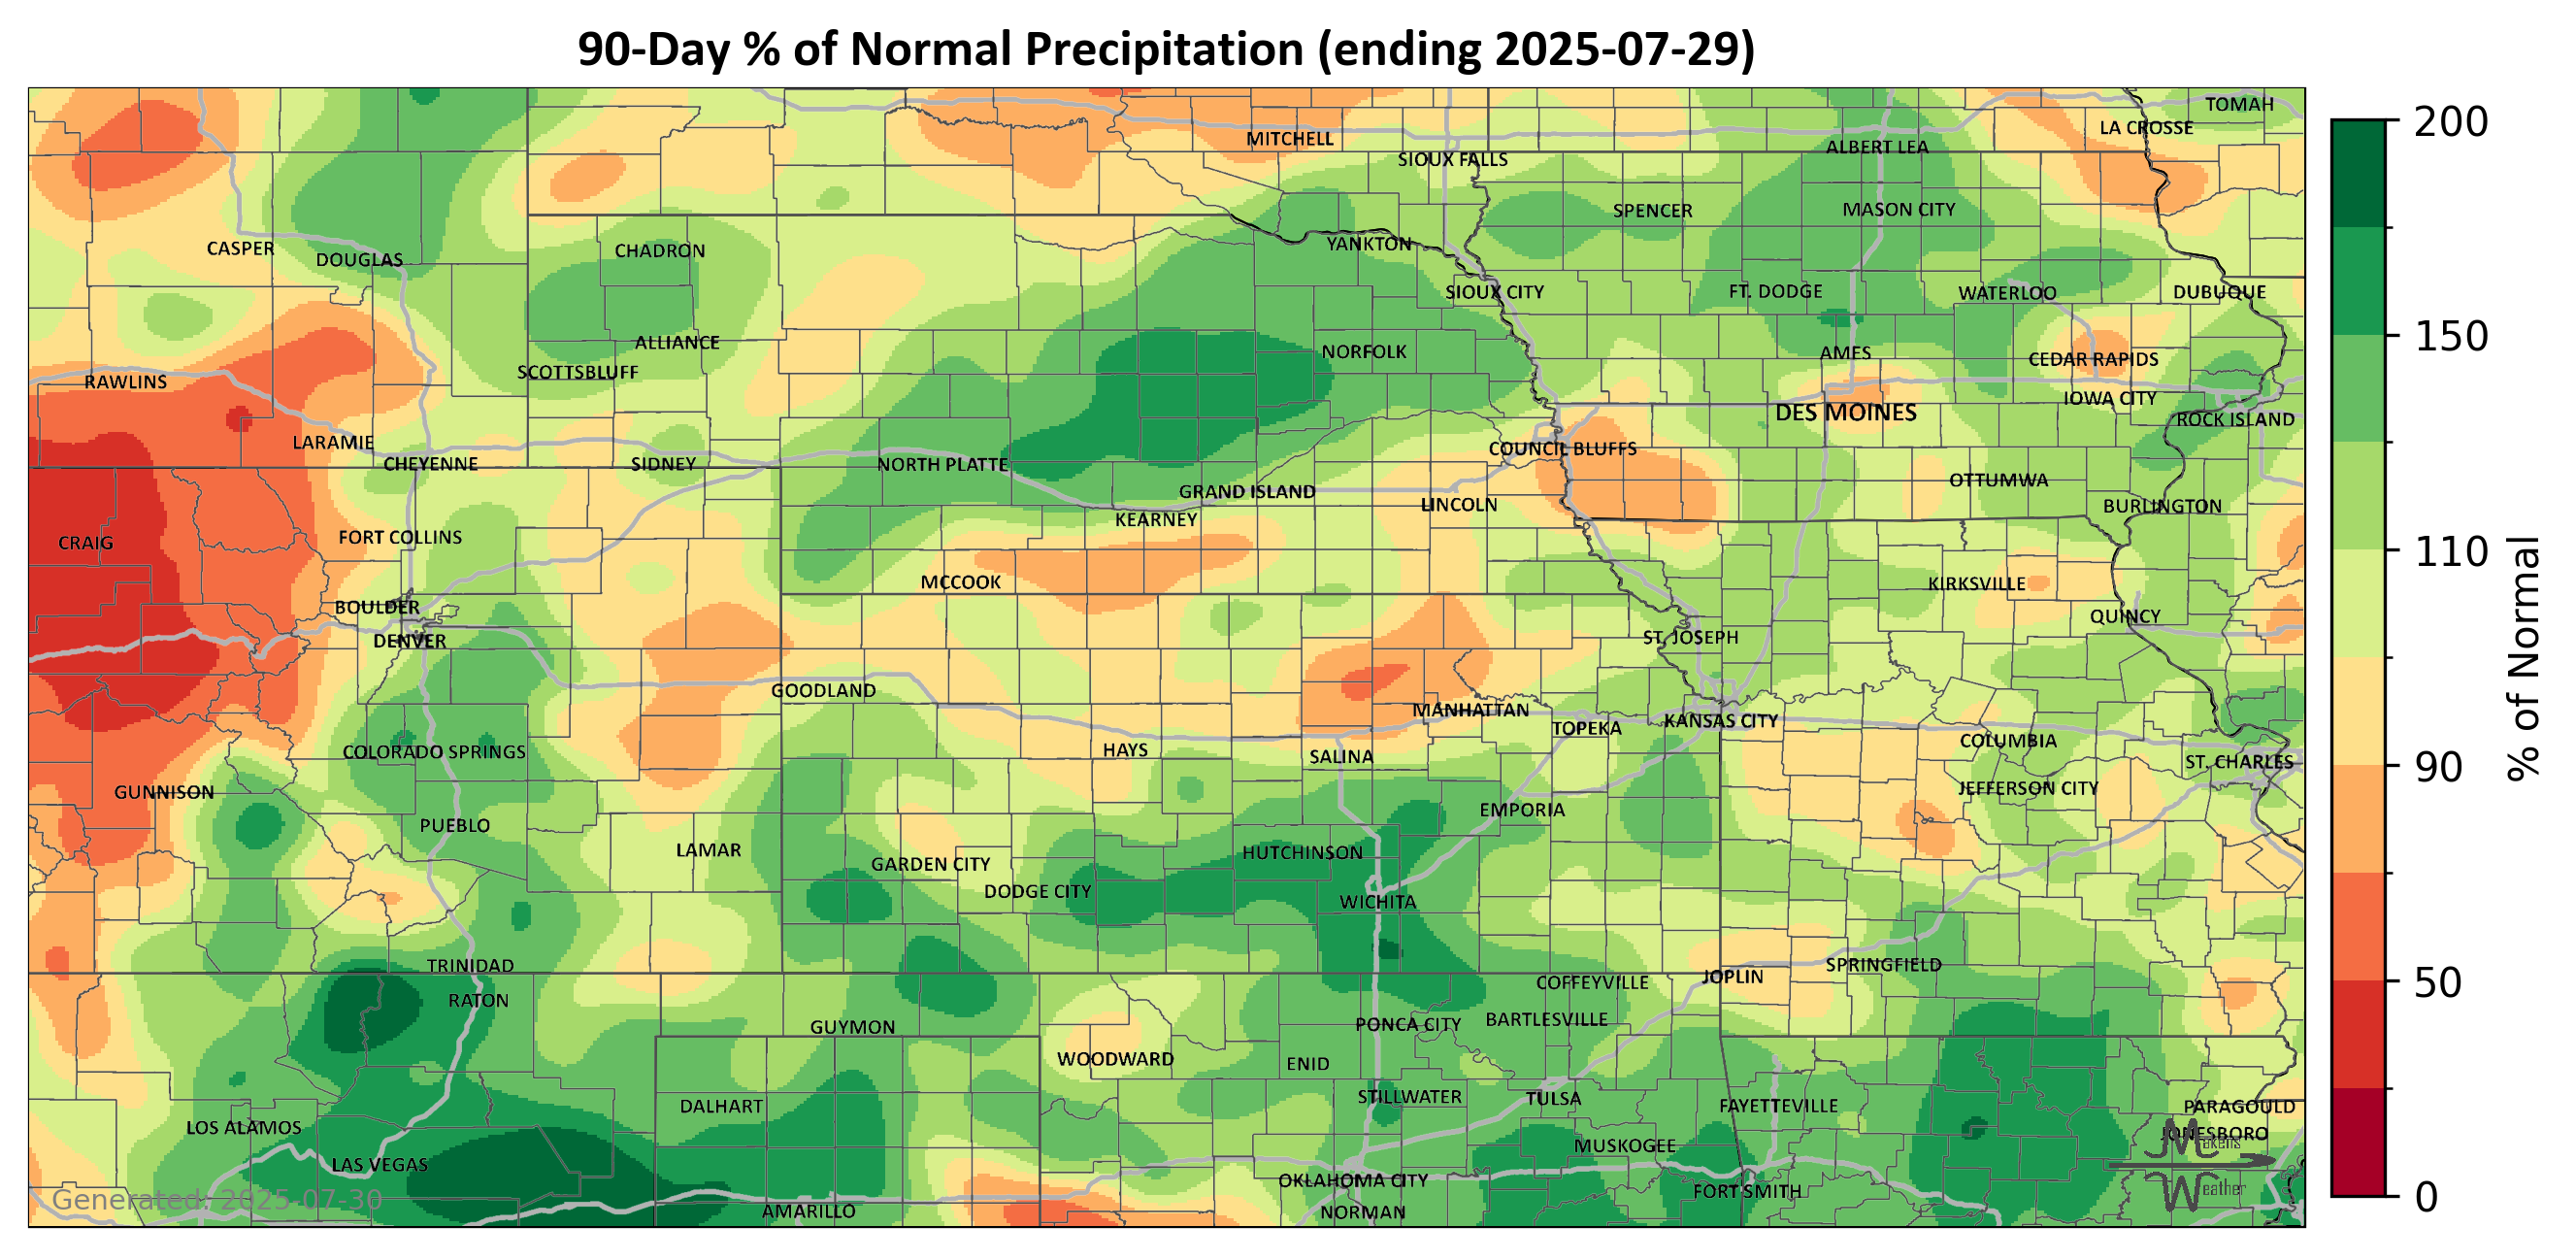 90-Day % of Normal Precipitation (ending 2025-07-29)
TOMAH
LA CROSSE
MITCHELL
ALBERT LEA
SIOUX FALLS
SPENCER
MASON CITY
YANKTON
CASPER
CHADRON
DOUGLAS
SIOUX CITY
FT. DODGE
WATERLOO
DUBUQUE
ALLIANCE
NORFOLK
AMES
CEDAR RAPIDS
SCOTTSBLUFF
RAWLINS
IOWA CITY
DES MOINES
ROCK ISLAND
LARAMIE
COUNCIL BLUFFS
CHEYENNE
SIDNEY
NORTH PLATTE
OTTUMWA
GRAND ISLAND
LINCOLN
BURLINGTON
KEARNEY
CRAIG
FORT COLLINS
MCCOOK
KIRKSVILLE
BOULDER
QUINCY
DENVER
ST. JOSEPH
GOODLAND
MANHATTAN
KANSAS CITY
TOPEKA
COLORADO SPRINGS
HAYS
SALINA
COLUMBIA
ST. CHARLES
GUNNISON
JEFFERSON CITY
EMPORIA
PUEBLO
LAMAR
HUTCHINSON
GARDEN CITY
DODGE CITY
WICHITA
TRINIDAD
SPRINGFIELD
JOPLIN
COFFEYVILLE
RATON
GUYMON
PONCA CITY
BARTLESVILLE
WOODWARD
ENID
STILLWATER
TULSA
DALHART
FAYETTEVILLE
PARAGOULD
LOS ALAMOS
JONESBORO
MUSKOGEE
LAS VEGAS
OKLAHOMA CITY
FORT SMITH
AMARILLO
NORMAN
Generated: 2025-07-30
Makens
Weather
200
150
110
90
50
0
% of Normal